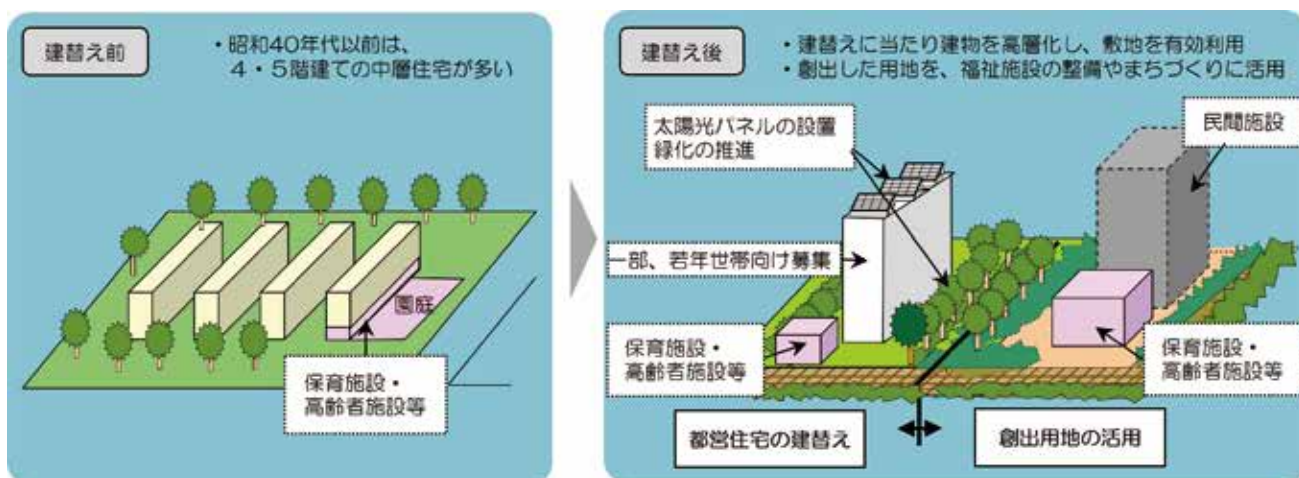 建替え前
・昭和40年代以前は、
４・５階建ての中層住宅が多い
園庭
保育施設・
高齢者施設等
建替え後
・建替えに当たり建物を高層化し、敷地を有効利用
・創出した用地を、福祉施設の整備やまちづくりに活用
太陽光パネルの設置
緑化の推進
民間施設
一部、若年世帯向け募集
保育施設・
高齢者施設等
保育施設・
高齢者施設等
都営住宅の建替え
創出用地の活用